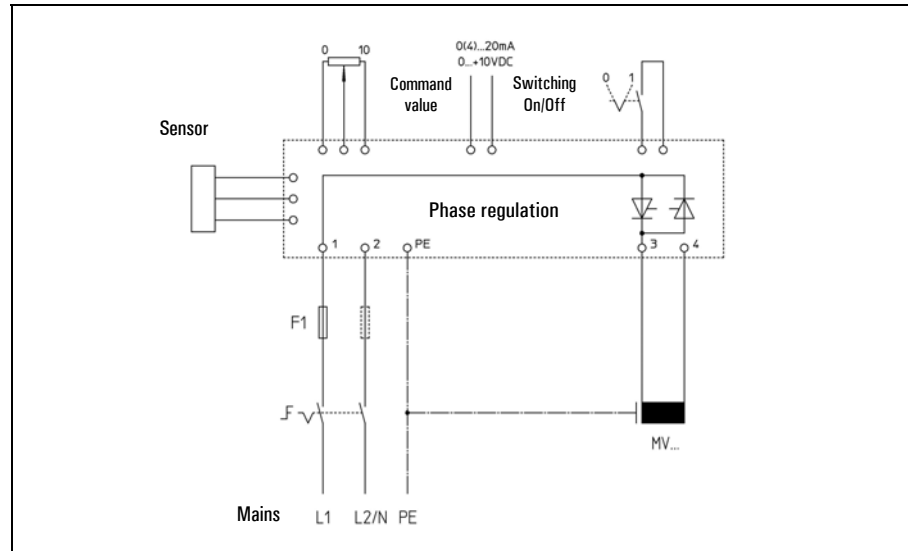 0 10
0(4)...20mA
0...+10VDC
Command
value
Switching
On/Off
0 1
Sensor
Phase regulation
1 2 PE 3 4
F1
MV...
Mains L1 L2/N PE